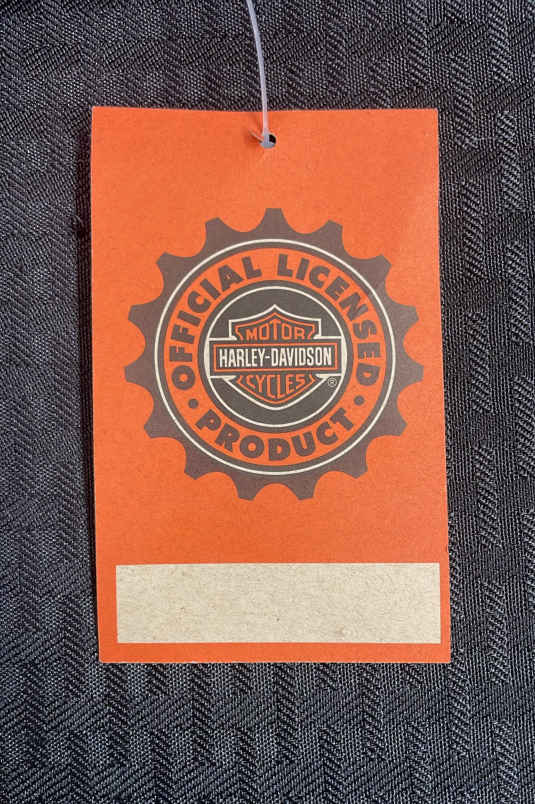 OFFICIAL LICENSED
MOTOR
HARLEY-DAVIDSON
CYCLES
®
• PRODUCT •